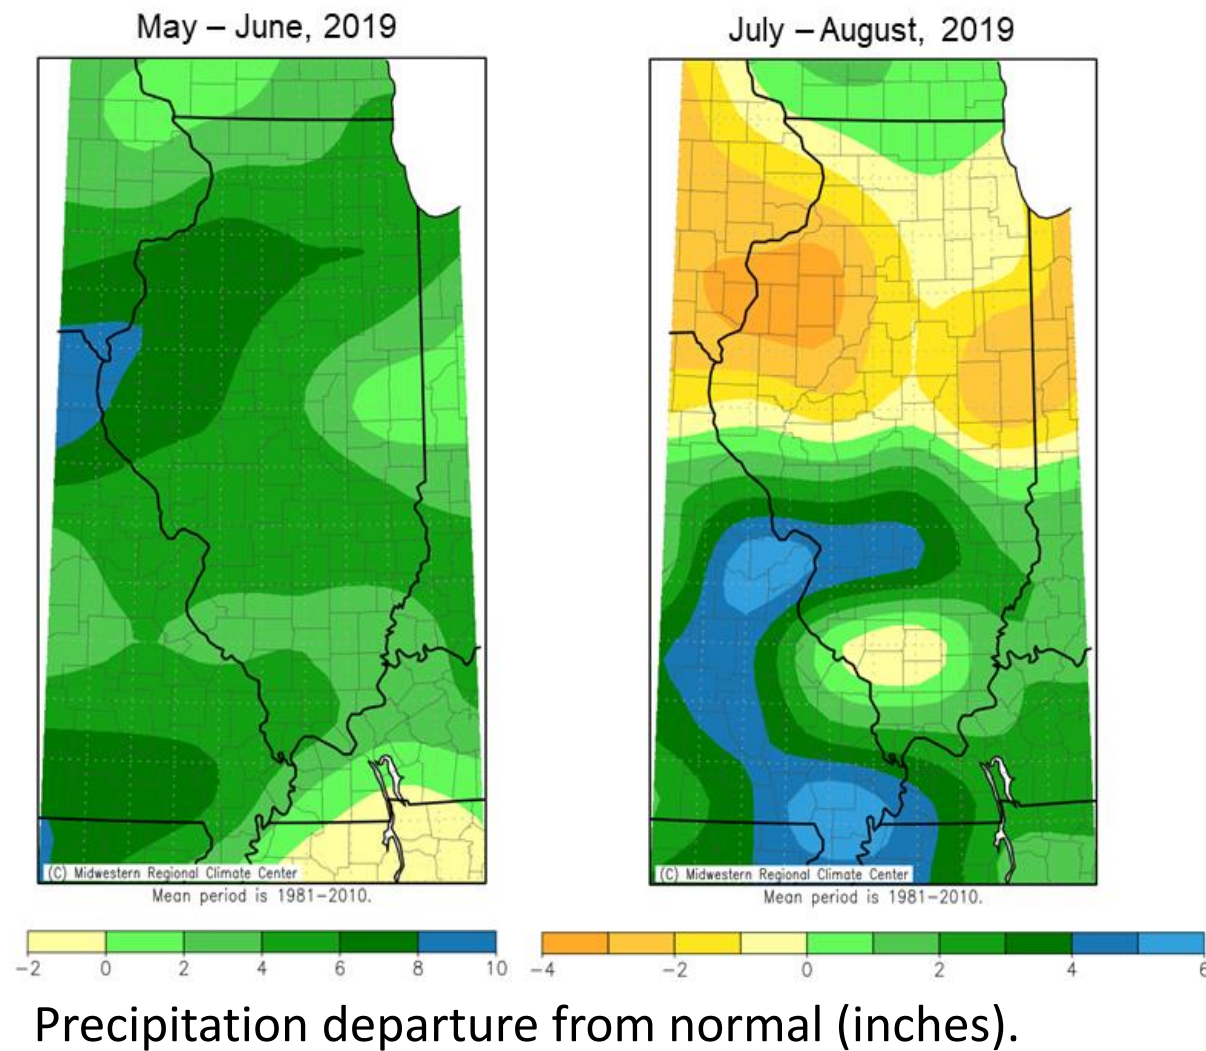 May – June, 2019
July – August, 2019
(C) Midwestern Regional Climate Center
(C) Midwestern Regional Climate Center
Mean period is 1981–2010.
Mean period is 1981–2010.
−2 0 2 4 6 8 10
−4 −2 0 2 4 6
Precipitation departure from normal (inches).